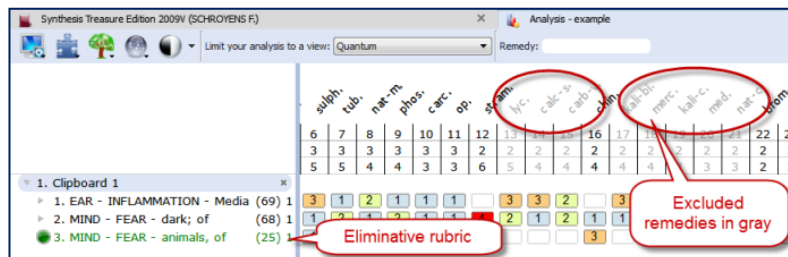 Synthesis Treasure Edition 2009V (SCHROYENS F.) × Analysis - example
Limit your analysis to a view: Quantum Remedy:
sulph. tub. nat-m. phos. carc. op. stram. lyc. calc-s. carb-v. chin. kali-bi. merc. kali-c. med. nat-c. brom.
6 7 8 9 10 11 12 13 14 15 16 17 18 19 20 21 22
3 3 3 3 3 3 2 2 2 2 2 2 2 2 2 2 2
5 5 4 4 3 3 6 5 4 4 4 4 4 3 3 2
1. Clipboard 1 ×
1. EAR - INFLAMMATION - Media (69) 1 3 1 2 1 1 1 3 3 2 3
2. MIND - FEAR - dark; of (68) 1 1 2 1 2 1 1 2 1 2 1 1
3. MIND - FEAR - animals, of (25) 1 3
Eliminative rubric
Excluded
remedies in gray